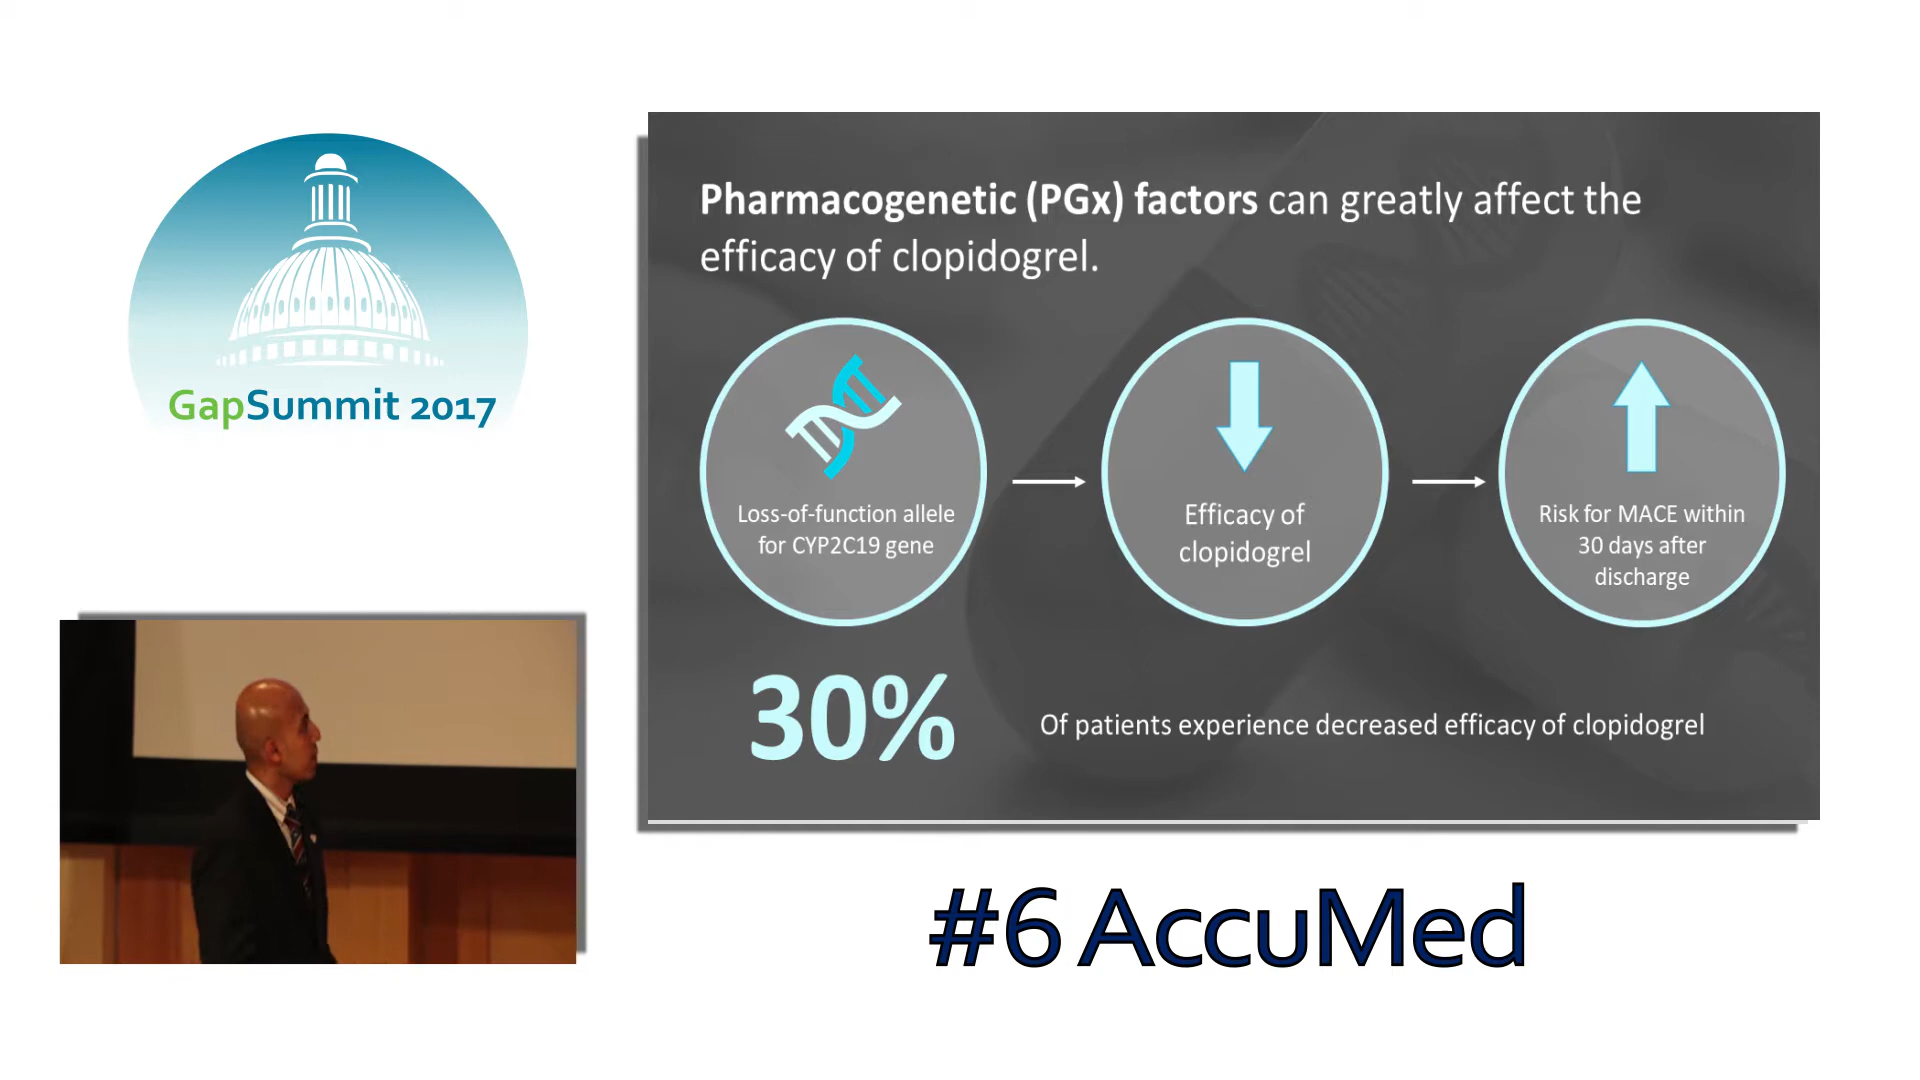 GapSummit 2017
Pharmacogenetic (PGx) factors can greatly affect the
efficacy of clopidogrel.
Loss-of-function allele
for CYP2C19 gene
Efficacy of
clopidogrel
Risk for MACE within
30 days after
discharge
30%
Of patients experience decreased efficacy of clopidogrel
#6 AccuMed